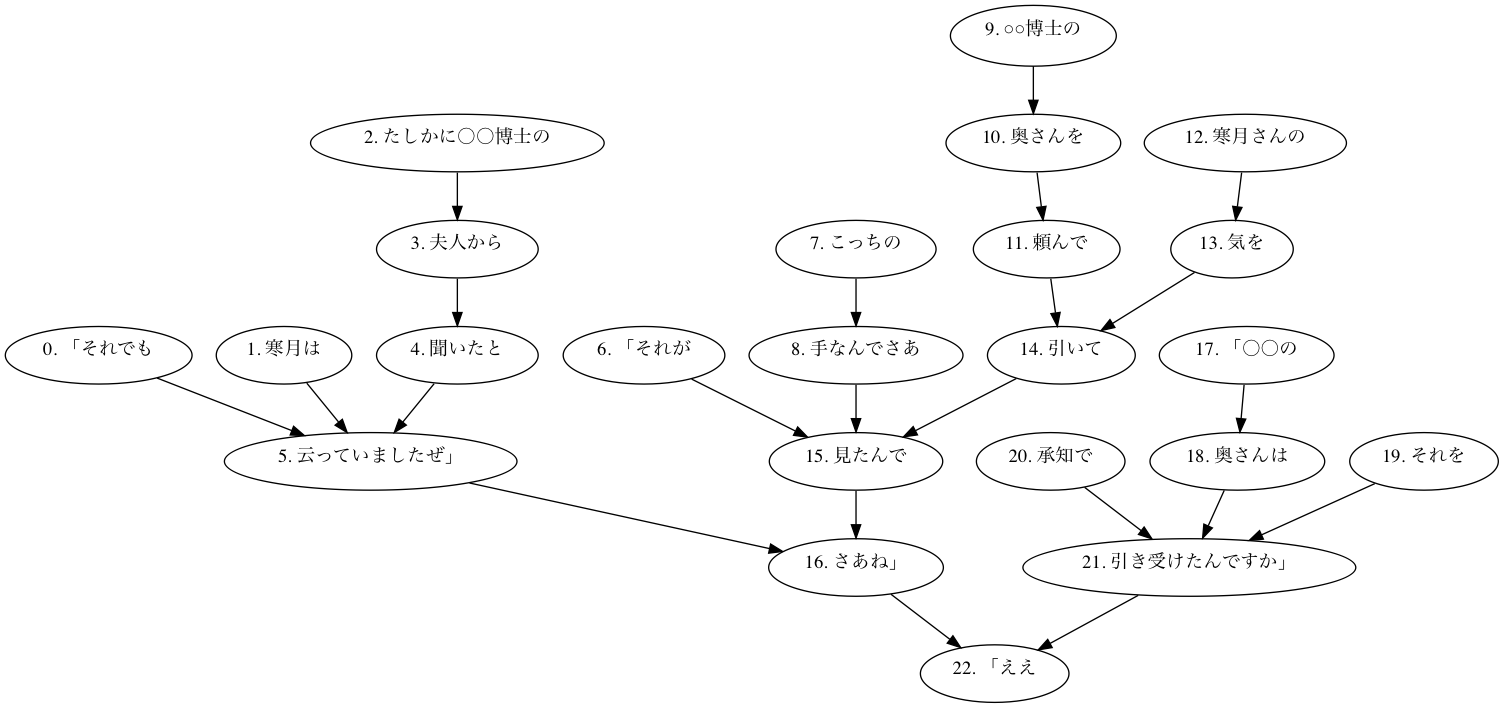 9. ○○博士の
2. たしかに〇〇博士の
10. 奥さんを
12. 寒月さんの
3. 夫人から
7. こっちの
11. 頼んで
13. 気を
0. 「それでも
1. 寒月は
4. 聞いたと
6. 「それが
8. 手なんでさあ
14. 引いて
17. 「〇〇の
5. 云っていましたぜ」
15. 見たんで
20. 承知で
18. 奥さんは
19. それを
16. さあね」
21. 引き受けたんですか」
22. 「ええ